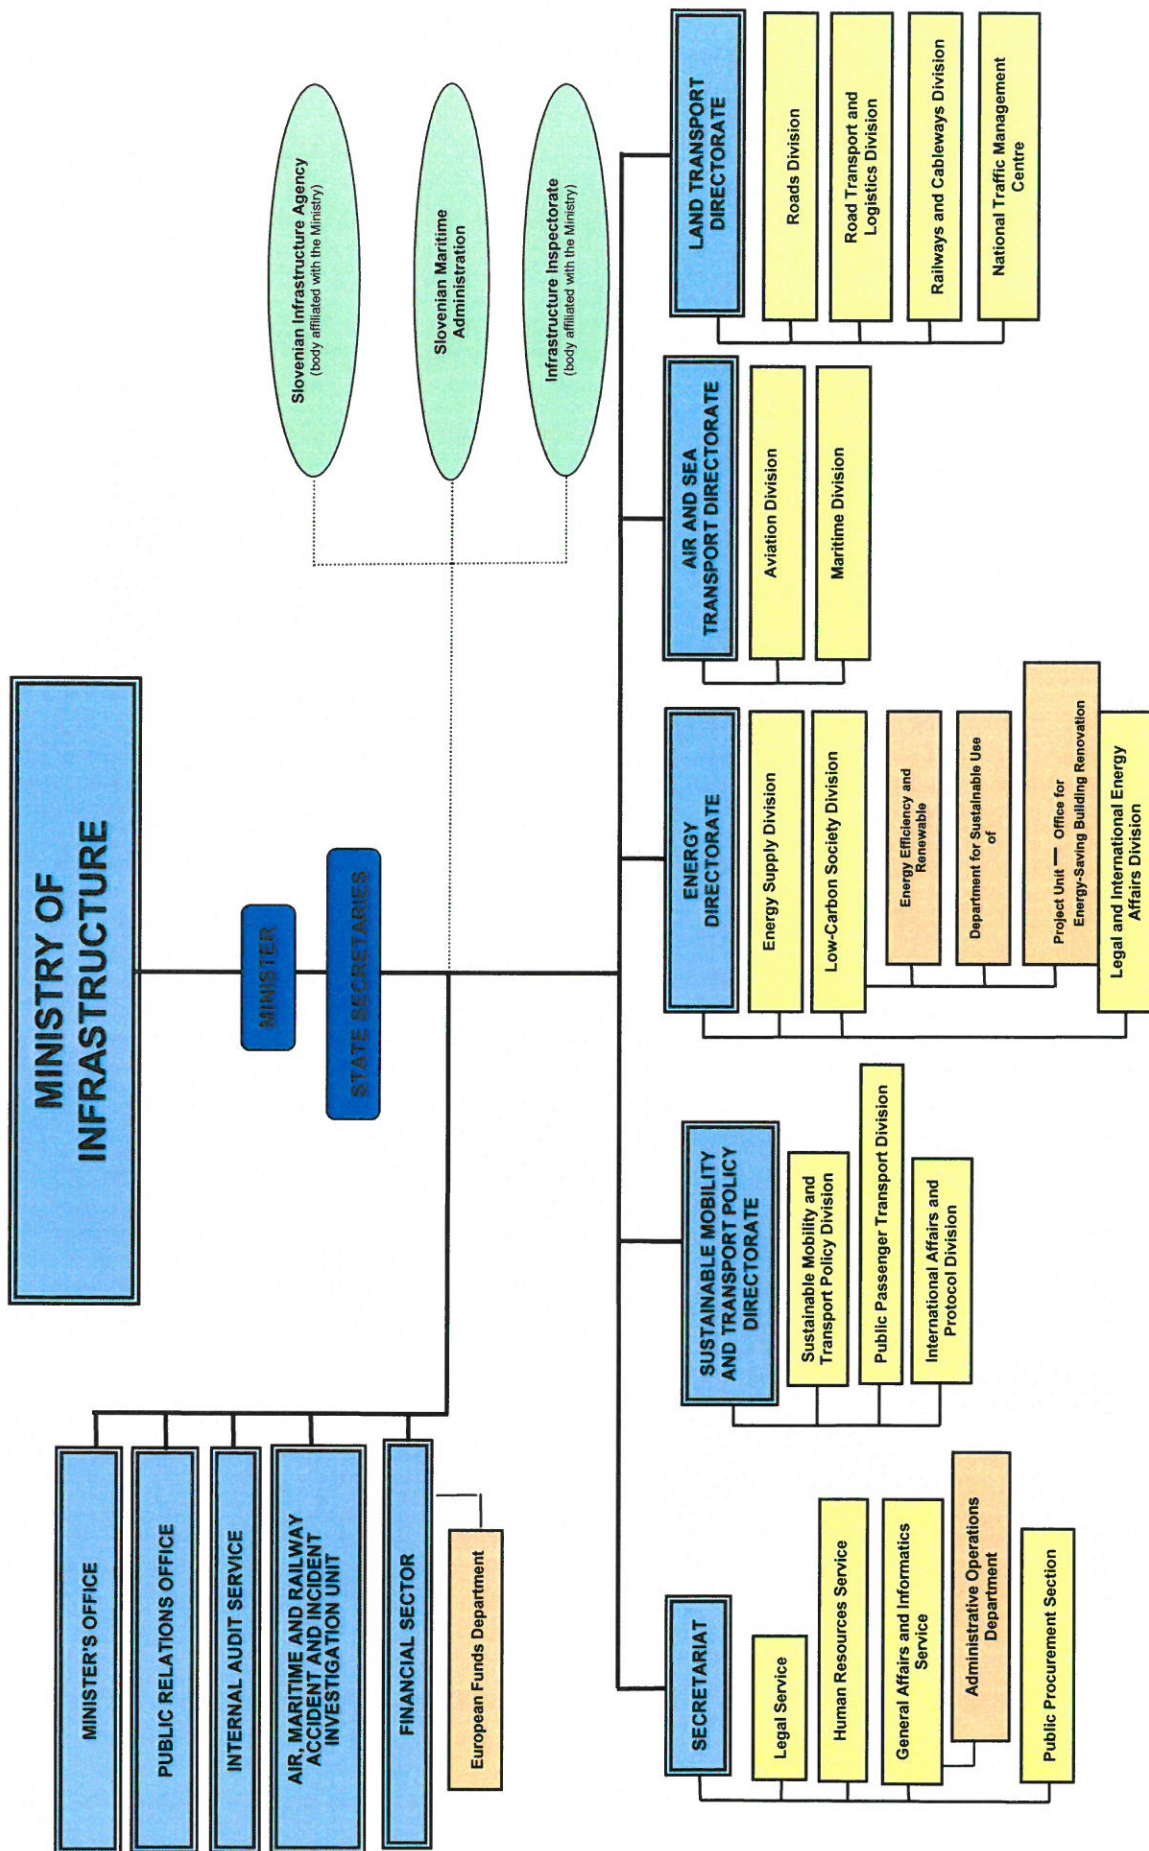 MINISTRY OF
INFRASTRUCTURE
MINISTER
STATE SECRETARIES
MINISTER'S OFFICE
PUBLIC RELATIONS OFFICE
INTERNAL AUDIT SERVICE
AIR, MARITIME AND RAILWAY
ACCIDENT AND INCIDENT
INVESTIGATION UNIT
FINANCIAL SECTOR
European Funds Department
Slovenian Infrastructure Agency
(body affiliated with the Ministry)
Slovenian Maritime
Administration
Infrastructure Inspectorate
(body affiliated with the Ministry)
SECRETARIAT
Legal Service
Human Resources Service
General Affairs and Informatics
Service
Administrative Operations
Department
Public Procurement Section
SUSTAINABLE MOBILITY
AND TRANSPORT POLICY
DIRECTORATE
Sustainable Mobility and
Transport Policy Division
Public Passenger Transport Division
International Affairs and
Protocol Division
ENERGY
DIRECTORATE
Energy Supply Division
Low-Carbon Society Division
Energy Efficiency and
Renewable
Department for Sustainable Use
of
Project Unit — Office for
Energy-Saving Building Renovation
Legal and International Energy
Affairs Division
AIR AND SEA
TRANSPORT DIRECTORATE
Aviation Division
Maritime Division
LAND TRANSPORT
DIRECTORATE
Roads Division
Road Transport and
Logistics Division
Railways and Cableways Division
National Traffic Management
Centre